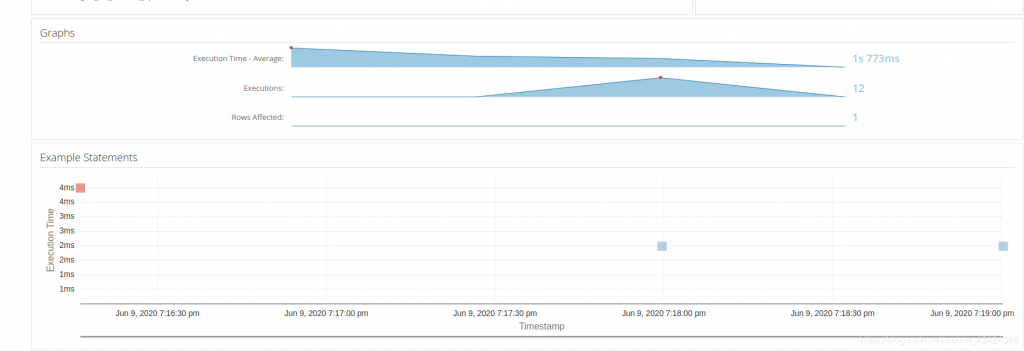 Graphs
Execution Time - Average:
1s 773ms
Executions:
12
Rows Affected:
1
Example Statements
4ms
4ms
3ms
3ms
2ms
2ms
1ms
1ms
Execution Time
Jun 9, 2020 7:16:30 pm
Jun 9, 2020 7:17:00 pm
Jun 9, 2020 7:17:30 pm
Jun 9, 2020 7:18:00 pm
Jun 9, 2020 7:18:30 pm
Jun 9, 2020 7:19:00 pm
Timestamp